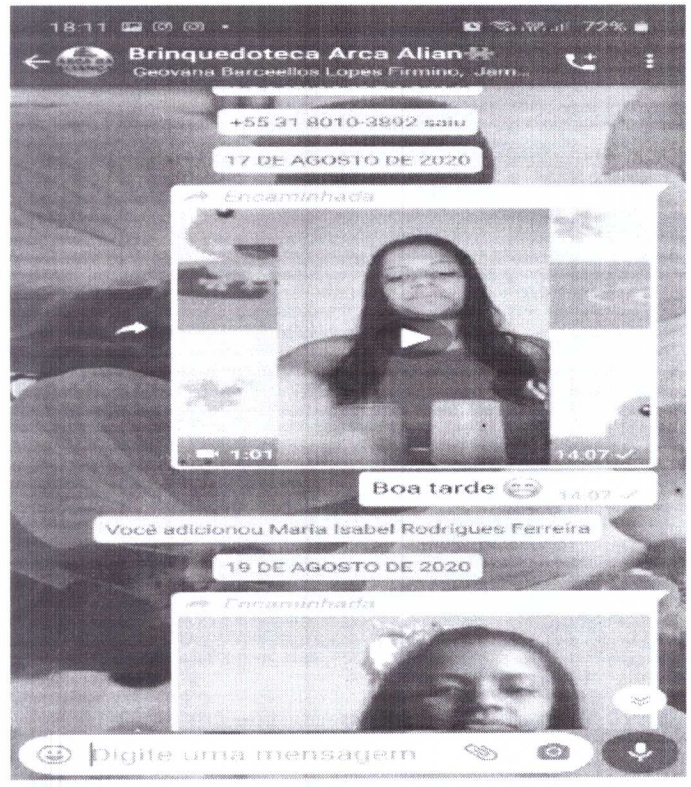 18:11
72%
Brinquedoteca Arca Alian
Geovana Barceellos Lopes Firmino, Jam...
+55 31 8010-3892 saiu
17 DE AGOSTO DE 2020
Encaminhada
1:01
14:07
Boa tarde
14:07
Você adicionou Maria Isabel Rodrigues Ferreira
19 DE AGOSTO DE 2020
Encaminhada
Digite uma mensagem